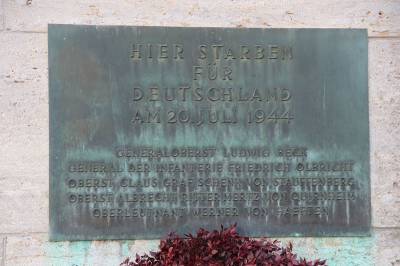 HIER STARBEN
FÜR
DEUTSCHLAND
AM 20. JULI 1944
GENERALOBERST LUDWIG BECK
GENERAL DER INFANTERIE FRIEDRICH OLBRICHT
OBERST CLAUS GRAF SCHENK VON STAUFFENBERG
OBERST ALBRECHT RITTER MERTZ VON QUIRNHEIM
OBERLEUTNANT WERNER VON HAEFTEN